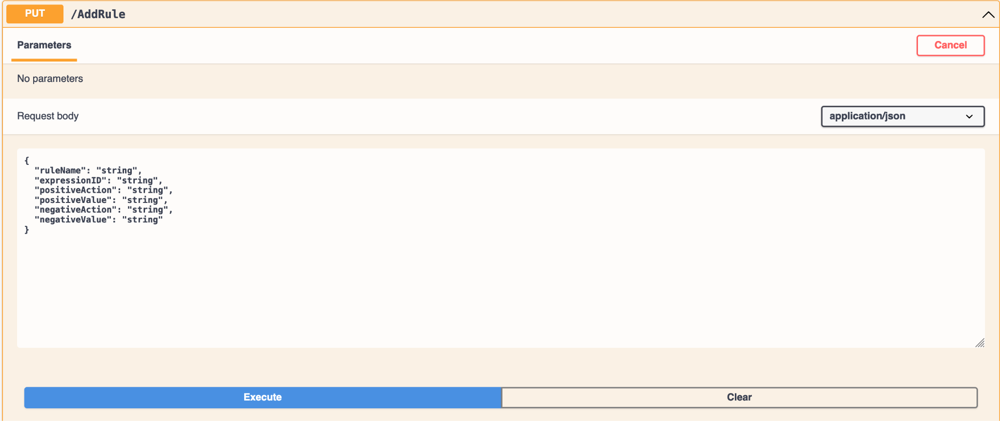 PUT /AddRule
Parameters
Cancel
No parameters
Request body
application/json
{
  "ruleName": "string",
  "expressionID": "string",
  "positiveAction": "string",
  "positiveValue": "string",
  "negativeAction": "string",
  "negativeValue": "string"
}
Execute
Clear